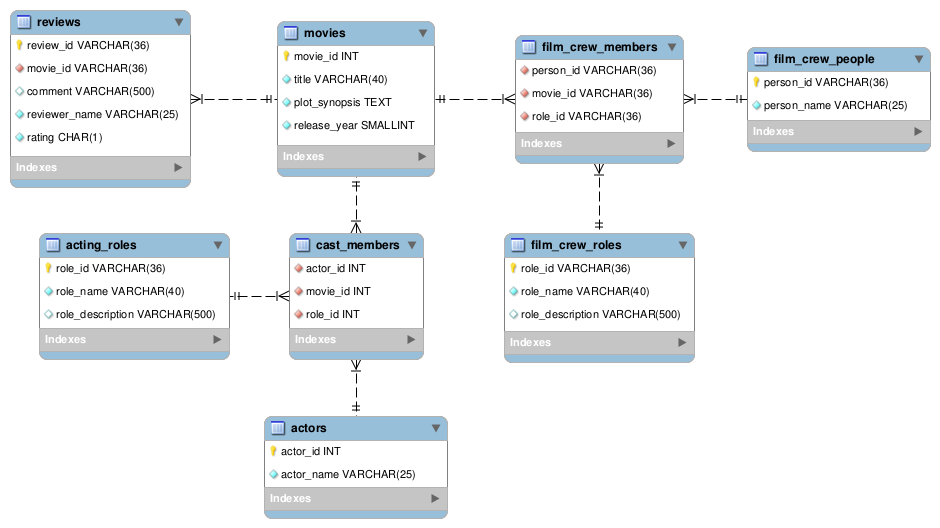 reviews
review_id VARCHAR(36)
movie_id VARCHAR(36)
comment VARCHAR(500)
reviewer_name VARCHAR(25)
rating CHAR(1)
Indexes
movies
movie_id INT
title VARCHAR(40)
plot_synopsis TEXT
release_year SMALLINT
Indexes
film_crew_members
person_id VARCHAR(36)
movie_id VARCHAR(36)
role_id VARCHAR(36)
Indexes
film_crew_people
person_id VARCHAR(36)
person_name VARCHAR(25)
Indexes
acting_roles
role_id VARCHAR(36)
role_name VARCHAR(40)
role_description VARCHAR(500)
Indexes
cast_members
actor_id INT
movie_id INT
role_id INT
Indexes
film_crew_roles
role_id VARCHAR(36)
role_name VARCHAR(40)
role_description VARCHAR(500)
Indexes
actors
actor_id INT
actor_name VARCHAR(25)
Indexes